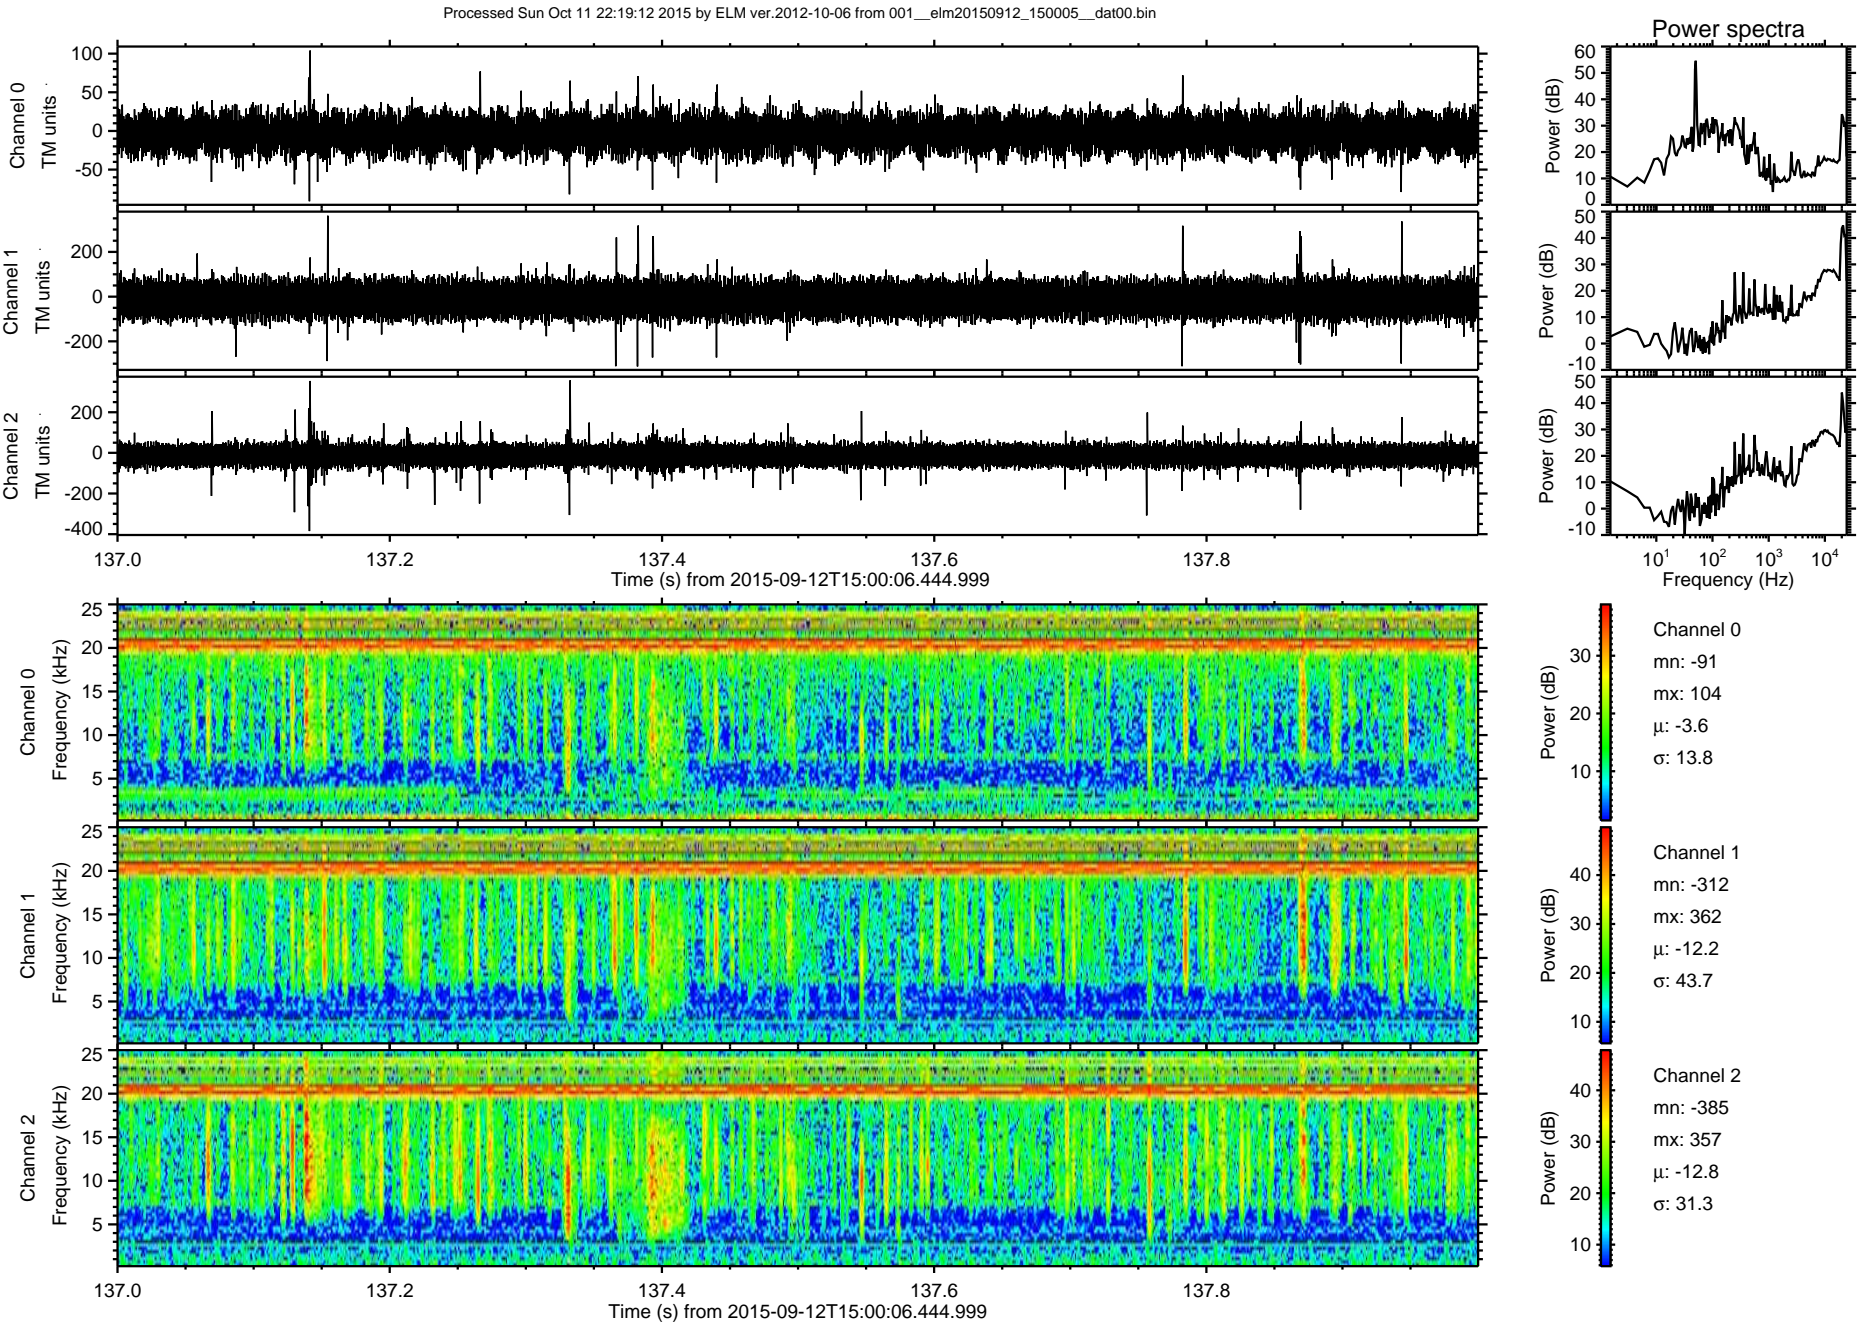 Processed Sun Oct 11 22:19:12 2015 by ELM ver.2012-10-06 from 001__elm20150912_150005__dat00.bin
Power spectra
Channel 0
TM units
100
50
0
-50
Power (dB)
60
50
40
30
20
10
0
Channel 1
TM units
200
0
-200
Power (dB)
50
40
30
20
10
0
-10
Channel 2
TM units
200
0
-200
-400
Power (dB)
50
40
30
20
10
0
-10
137.0 137.2 137.4 137.6 137.8
Time (s) from 2015-09-12T15:00:06.444.999
10^1 10^2 10^3 10^4
Frequency (Hz)
Channel 0
Frequency (kHz)
25
20
15
10
5
Power (dB)
30
20
10
Channel 0
mn: -91
mx: 104
μ: -3.6
σ: 13.8
Channel 1
Frequency (kHz)
25
20
15
10
5
Power (dB)
40
30
20
10
Channel 1
mn: -312
mx: 362
μ: -12.2
σ: 43.7
Channel 2
Frequency (kHz)
25
20
15
10
5
Power (dB)
40
30
20
10
Channel 2
mn: -385
mx: 357
μ: -12.8
σ: 31.3
137.0 137.2 137.4 137.6 137.8
Time (s) from 2015-09-12T15:00:06.444.999